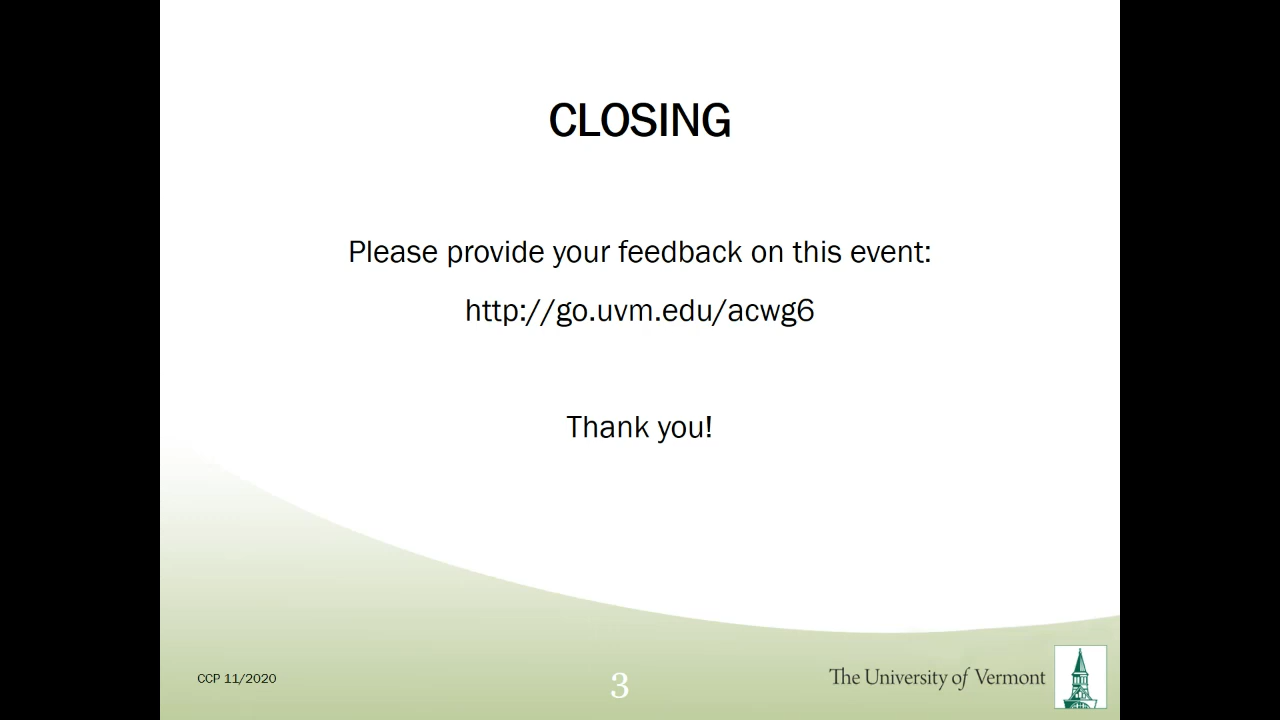 CLOSING
Please provide your feedback on this event:
http://go.uvm.edu/acwg6
Thank you!
CCP 11/2020
3
The University of Vermont